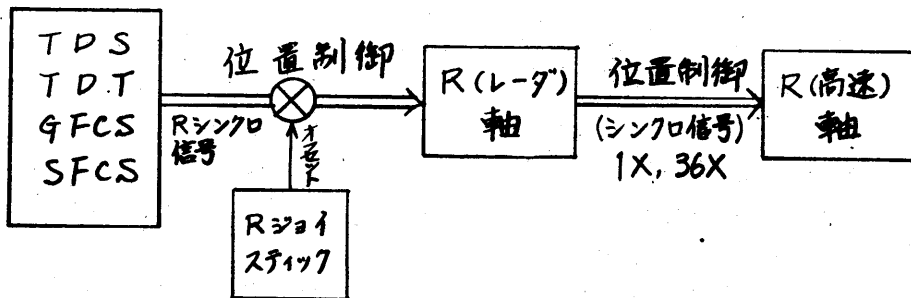 TDS
TDT
GFCS
SFCS
位置制御
Rシンクロ
信号
オフセット
Rジョイ
スティック
R(レーダ)
軸
位置制御
(シンクロ信号)
1X, 36X
R(高速)
軸